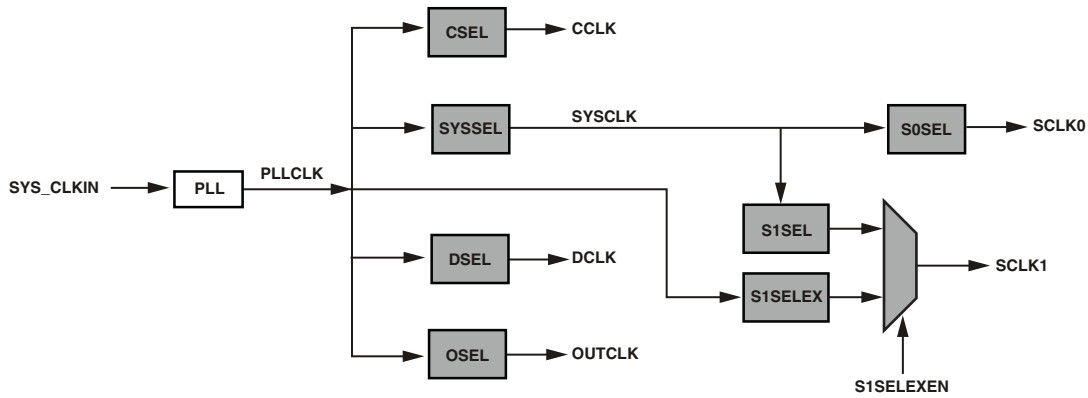 CSEL
CCLK
SYSSEL
SYSCLK
S0SEL
SCLK0
SYS_CLKIN
PLL
PLLCLK
S1SEL
DSEL
DCLK
SCLK1
S1SELEX
OSEL
OUTCLK
S1SELEXEN